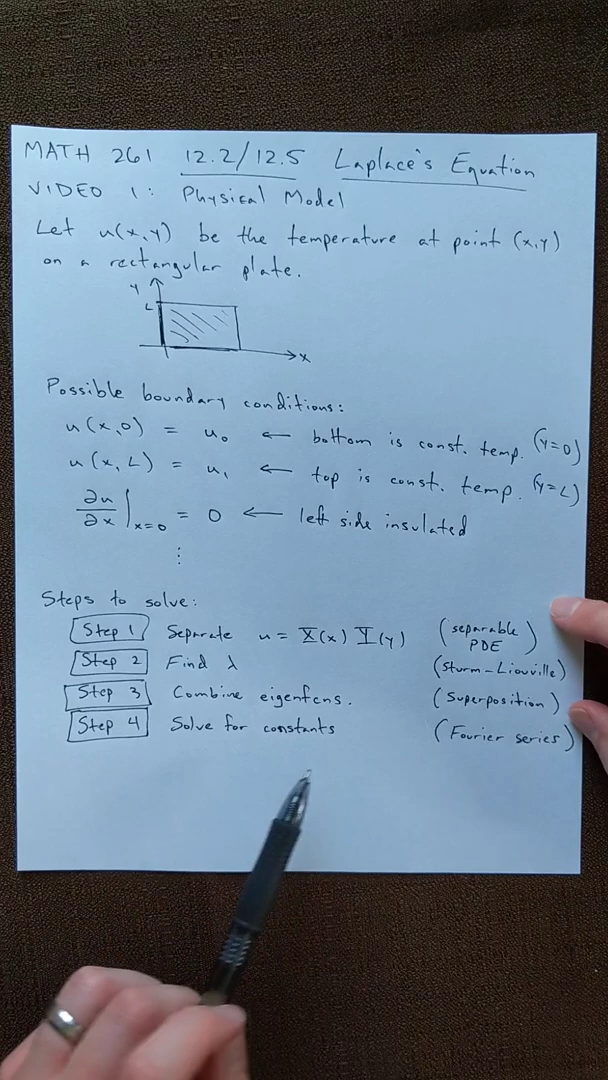 MATH 261 12.2/12.5 Laplace's Equation
VIDEO 1: Physical Model
Let u(x,y) be the temperature at point (x,y)
on a rectangular plate.
y
L
x
Possible boundary conditions:
u(x,0) = u₀ ← bottom is const. temp. (y=0)
u(x,L) = u₁ ← top is const. temp. (y=L)
∂u/∂x|ₓ₌₀ = 0 ← left side insulated
⋮
Steps to solve:
Step 1 Separate u = X(x) Y(y) (separable PDE)
Step 2 Find λ (Sturm-Liouville)
Step 3 Combine eigenfcns. (Superposition)
Step 4 Solve for constants (Fourier series)